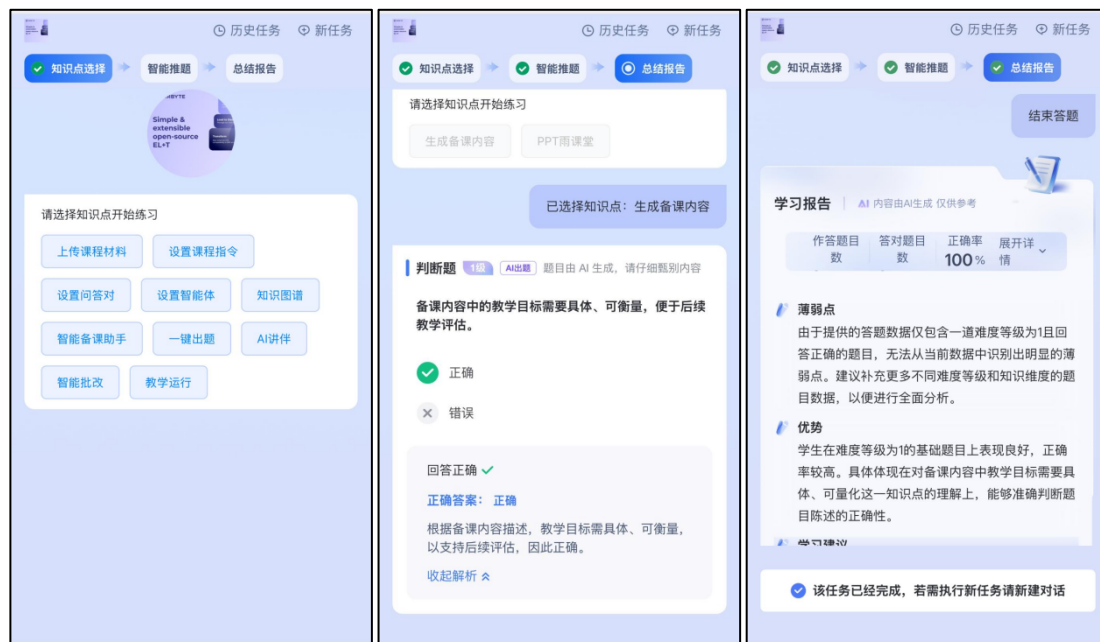 历史任务 新任务
知识点选择 智能推题 总结报告
Simple &
extensible
open-source
EL+T
请选择知识点开始练习
上传课程材料 设置课程指令
设置问答对 设置智能体 知识图谱
智能备课助手 一键出题 AI讲伴
智能批改 教学运行
历史任务 新任务
知识点选择 智能推题 总结报告
请选择知识点开始练习
生成备课内容 PPT雨课堂
已选择知识点：生成备课内容
判断题 1级 AI出题 题目由 AI 生成，请仔细甄别内容
备课内容中的教学目标需要具体、可衡量，便于后续
教学评估。
正确
错误
回答正确
正确答案： 正确
根据备课内容描述，教学目标需具体、可衡量，
以支持后续评估，因此正确。
收起解析
历史任务 新任务
知识点选择 智能推题 总结报告
结束答题
学习报告 AI 内容由AI生成 仅供参考
作答题目 答对题目 正确率 展开详
数 数 100% 情
薄弱点
由于提供的答题数据仅包含一道难度等级为1且回
答正确的题目，无法从当前数据中识别出明显的薄
弱点。建议补充更多不同难度等级和知识维度的题
目数据，以便进行全面分析。
优势
学生在难度等级为1的基础题目上表现良好，正确
率较高。具体体现在对备课内容中教学目标需要具
体、可量化这一知识点的理解上，能够准确判断题
目陈述的正确性。
学习建议
该任务已经完成，若需执行新任务请新建对话